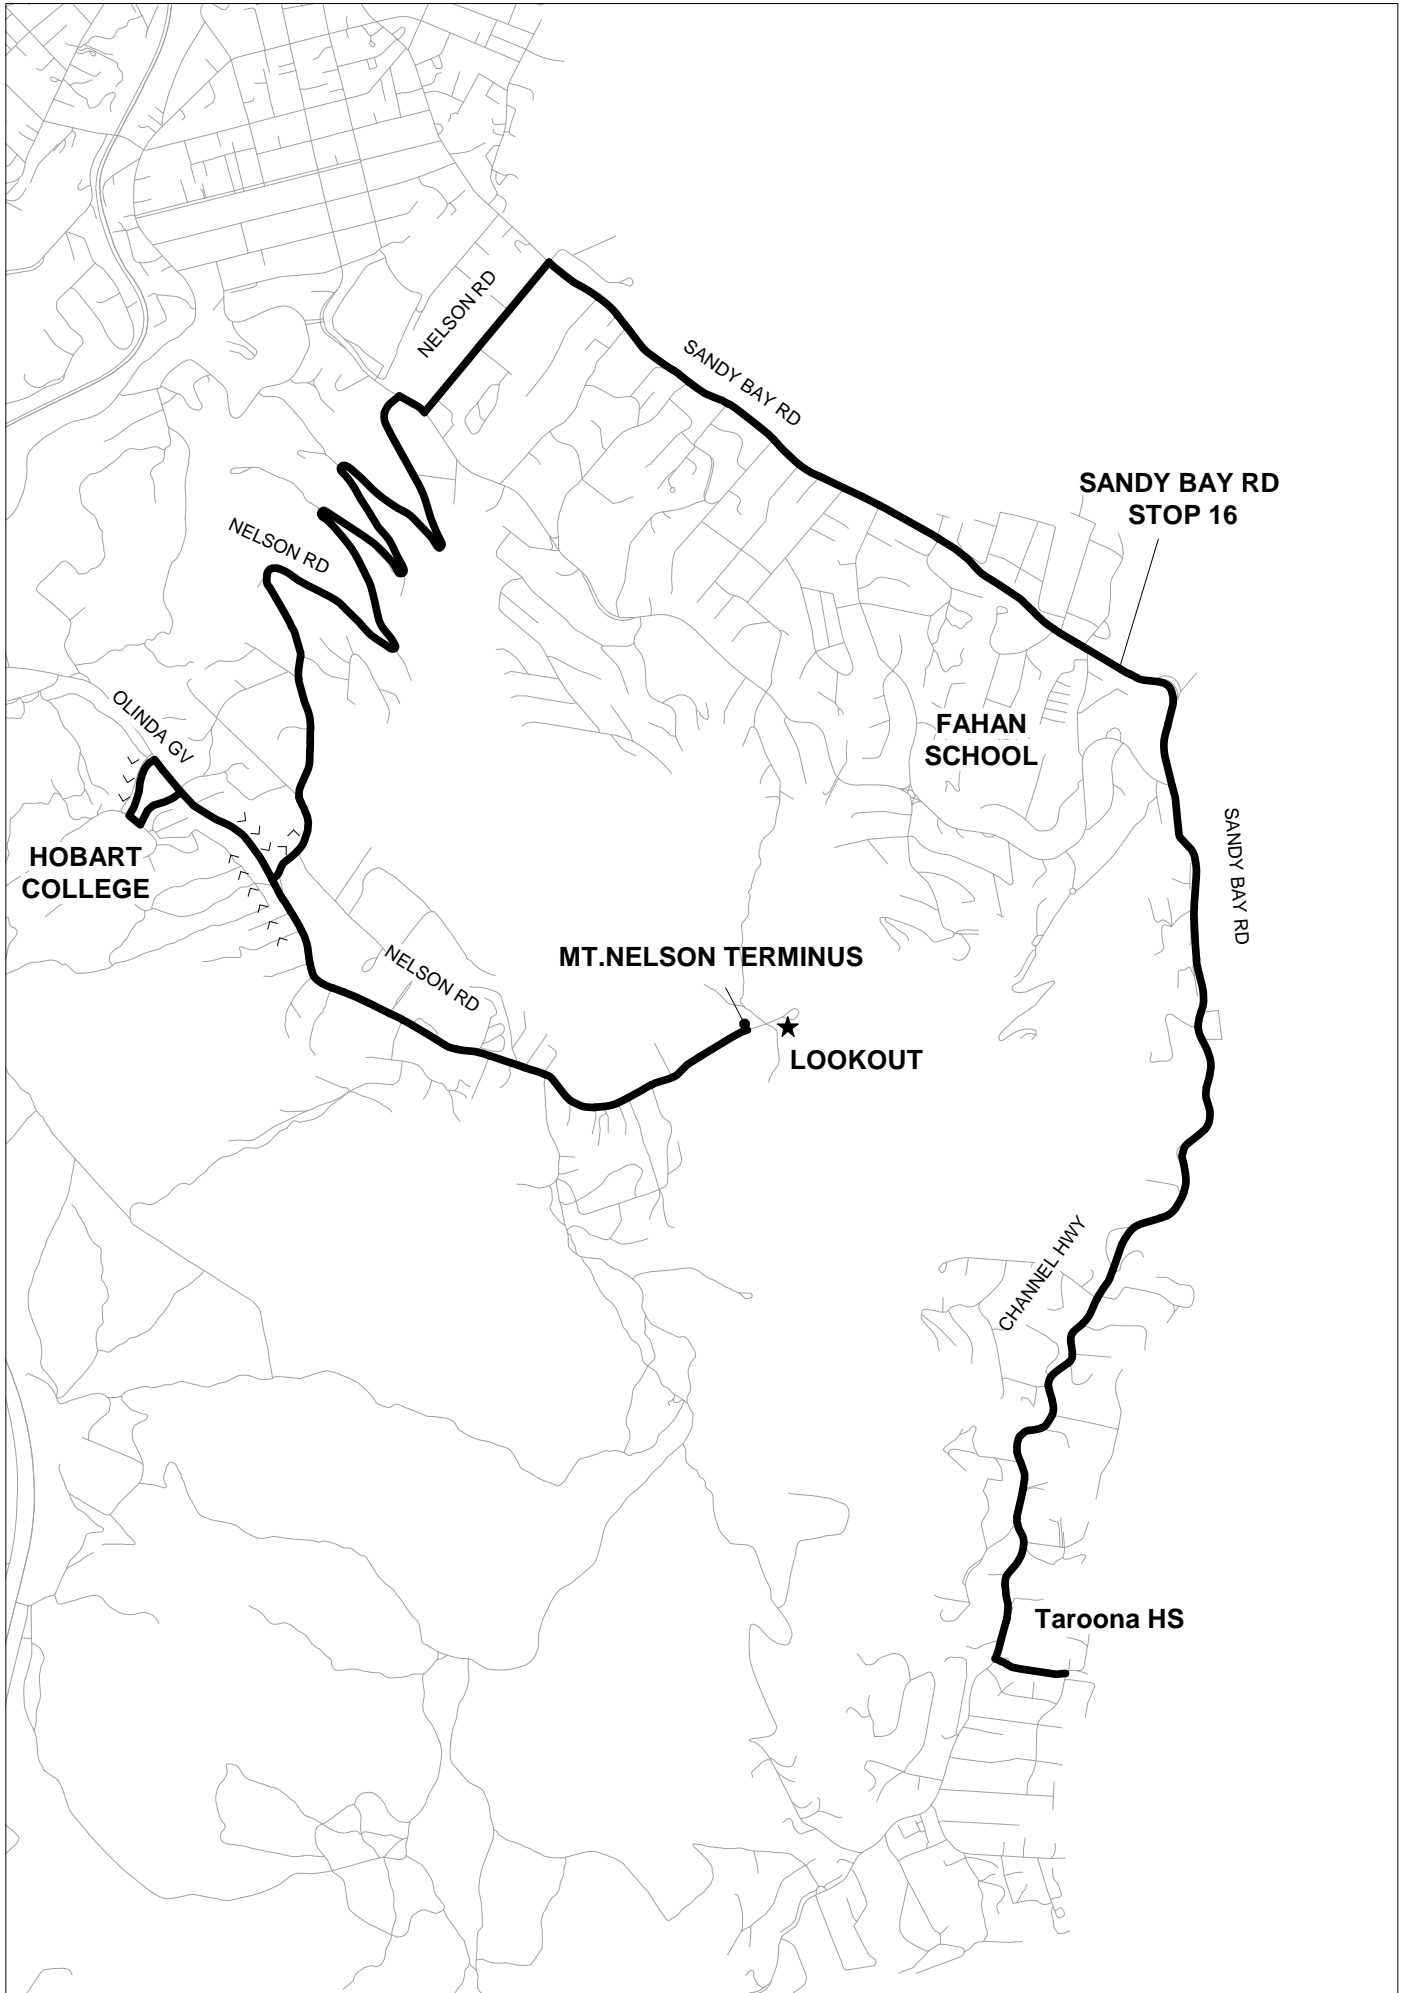 NELSON RD
SANDY BAY RD
SANDY BAY RD
STOP 16
NELSON RD
OLINDA GV
FAHAN
SCHOOL
SANDY BAY RD
HOBART
COLLEGE
NELSON RD
MT.NELSON TERMINUS
LOOKOUT
CHANNEL HWY
Taroona HS